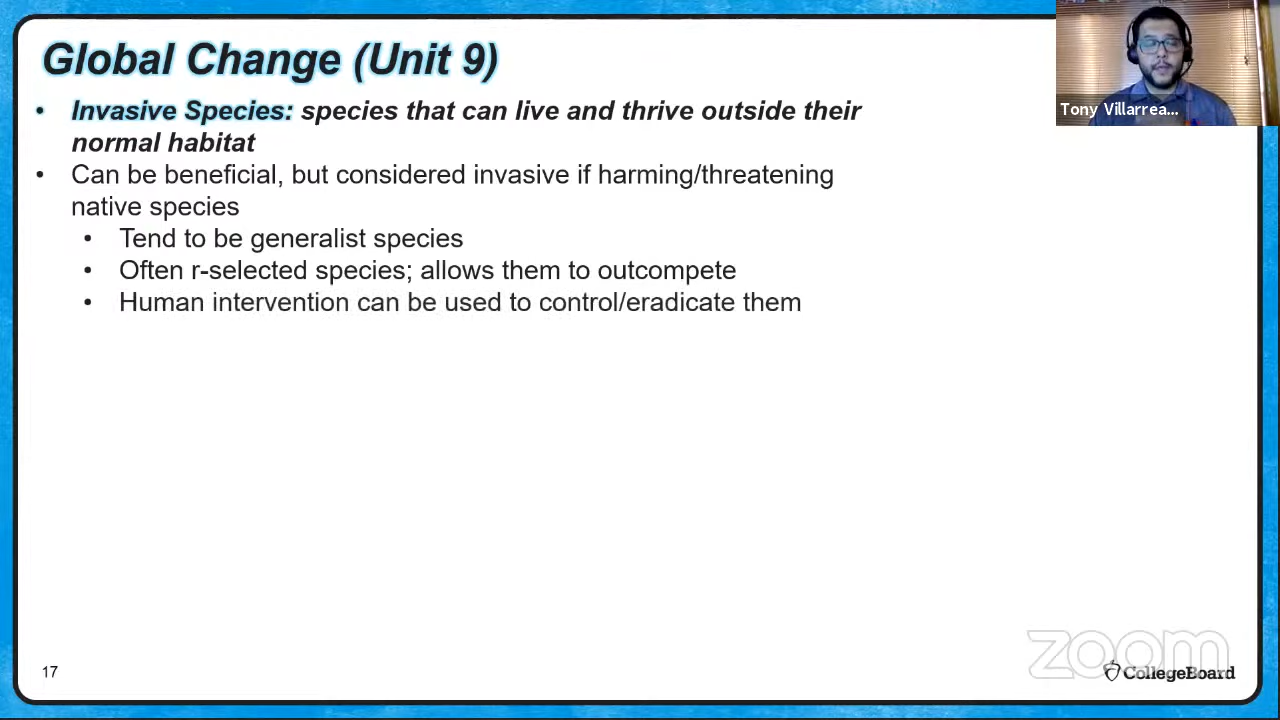 Global Change (Unit 9)
• Invasive Species: species that can live and thrive outside their
normal habitat
• Can be beneficial, but considered invasive if harming/threatening
native species
• Tend to be generalist species
• Often r-selected species; allows them to outcompete
• Human intervention can be used to control/eradicate them
Tony Villarrea...
17
zoom
CollegeBoard